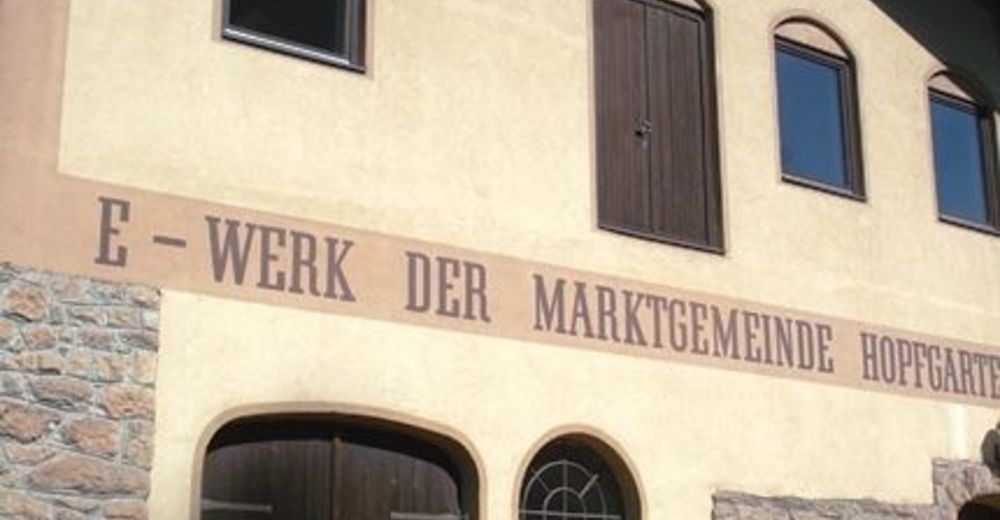 E – WERK DER MARKTGEMEINDE HOPFGARTE